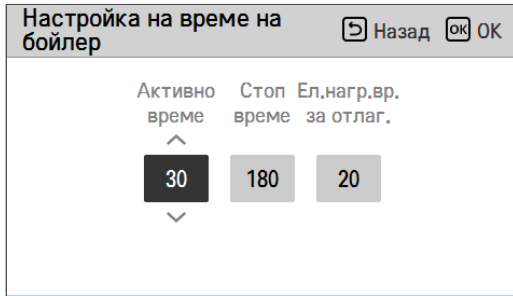 Настройка на време на
бойлер
Назад
OK OK
Активно
време
Стоп
време
Ел.нагр.вр.
за отлаг.
30 180 20